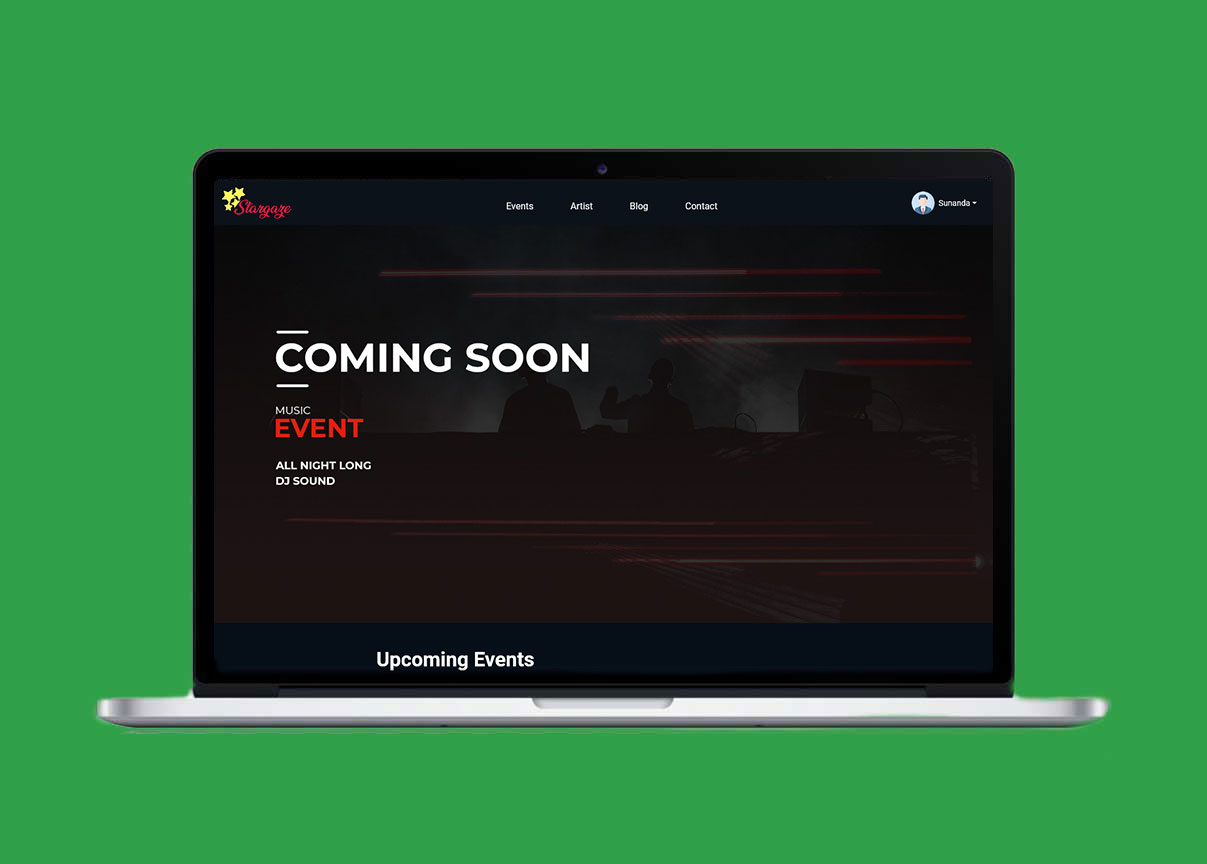 Stargaze
Events Artist Blog Contact
Sunanda
COMING SOON
MUSIC
EVENT
ALL NIGHT LONG
DJ SOUND
Upcoming Events